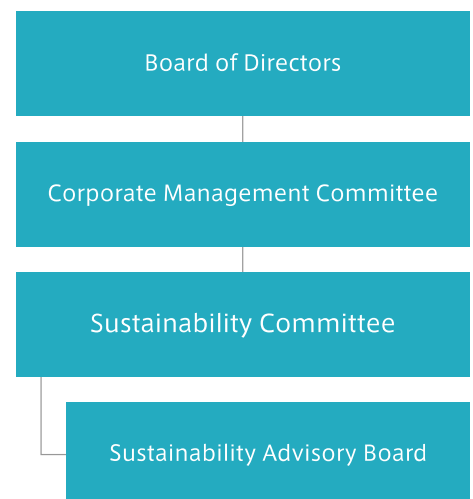 Board of Directors
Corporate Management Committee
Sustainability Committee
Sustainability Advisory Board